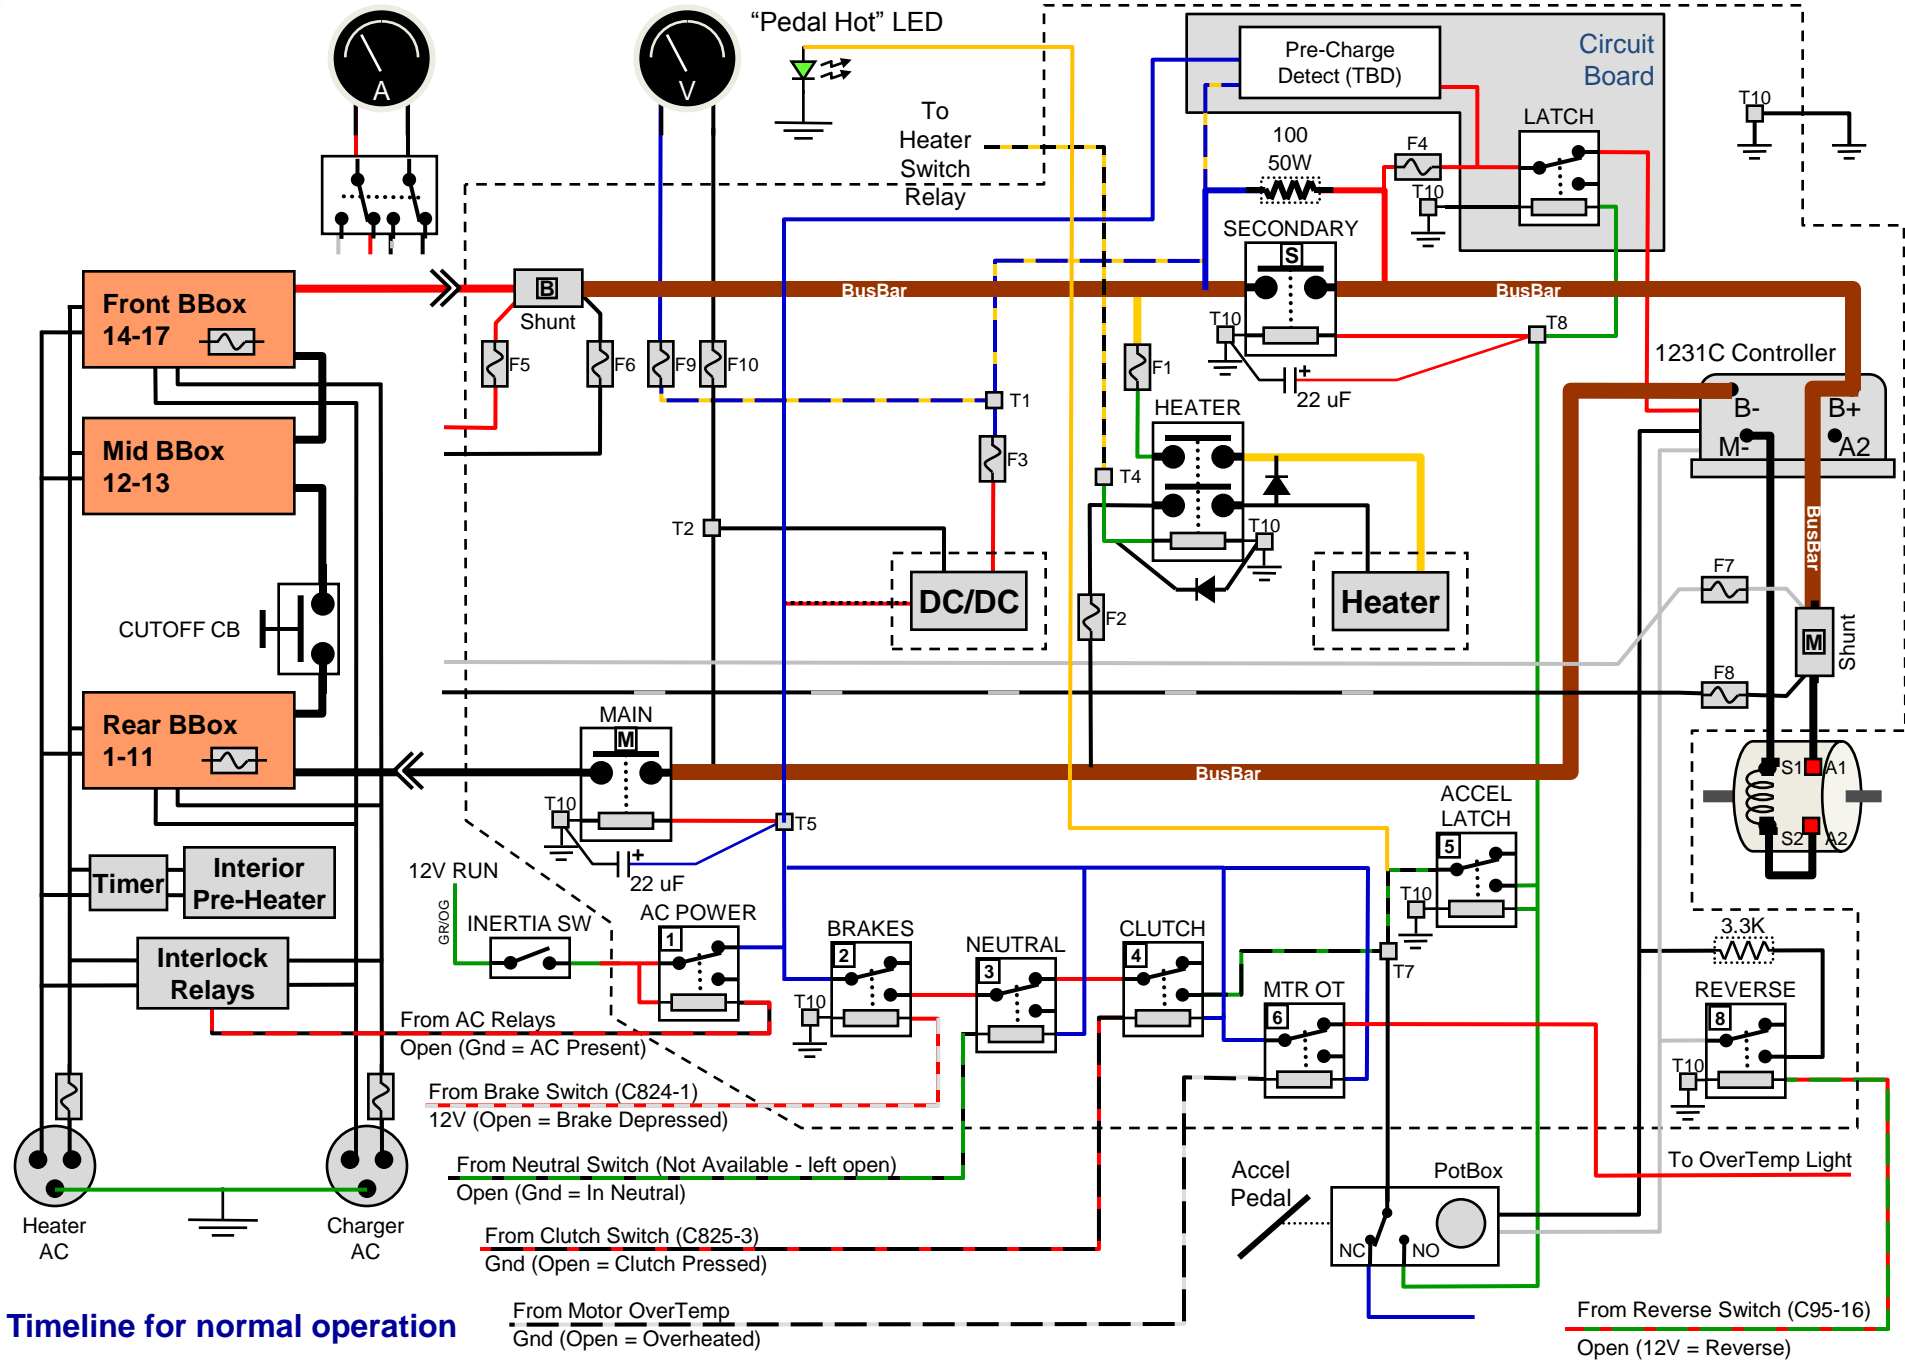 "Pedal Hot" LED
A
V
To
Heater
Switch
Relay
Pre-Charge
Detect (TBD)
Circuit
Board
LATCH
100
50W
F4
T10
T10
SECONDARY
S
BusBar
BusBar
B
Shunt
Front BBox
14-17
F5
F6
F9
F10
T1
F1
T10
T8
22 uF
+
1231C Controller
B-
B+
M-
A2
Mid BBox
12-13
HEATER
F3
T4
T2
T10
DC/DC
Heater
F2
BusBar
F7
M
Shunt
F8
CUTOFF CB
Rear BBox
1-11
MAIN
M
BusBar
T10
T5
+
22 uF
S1
A1
S2
A2
ACCEL
LATCH
5
T10
Timer
Interior
Pre-Heater
12V RUN
GR/OG
INERTIA SW
AC POWER
1
BRAKES
2
T10
NEUTRAL
3
CLUTCH
4
T7
MTR OT
6
3.3K
REVERSE
8
T10
Interlock
Relays
From AC Relays
Open (Gnd = AC Present)
From Brake Switch (C824-1)
12V (Open = Brake Depressed)
From Neutral Switch (Not Available - left open)
Open (Gnd = In Neutral)
From Clutch Switch (C825-3)
Gnd (Open = Clutch Pressed)
From Motor OverTemp
Gnd (Open = Overheated)
Accel
Pedal
PotBox
NC
NO
To OverTemp Light
From Reverse Switch (C95-16)
Open (12V = Reverse)
Heater
AC
Charger
AC
Timeline for normal operation